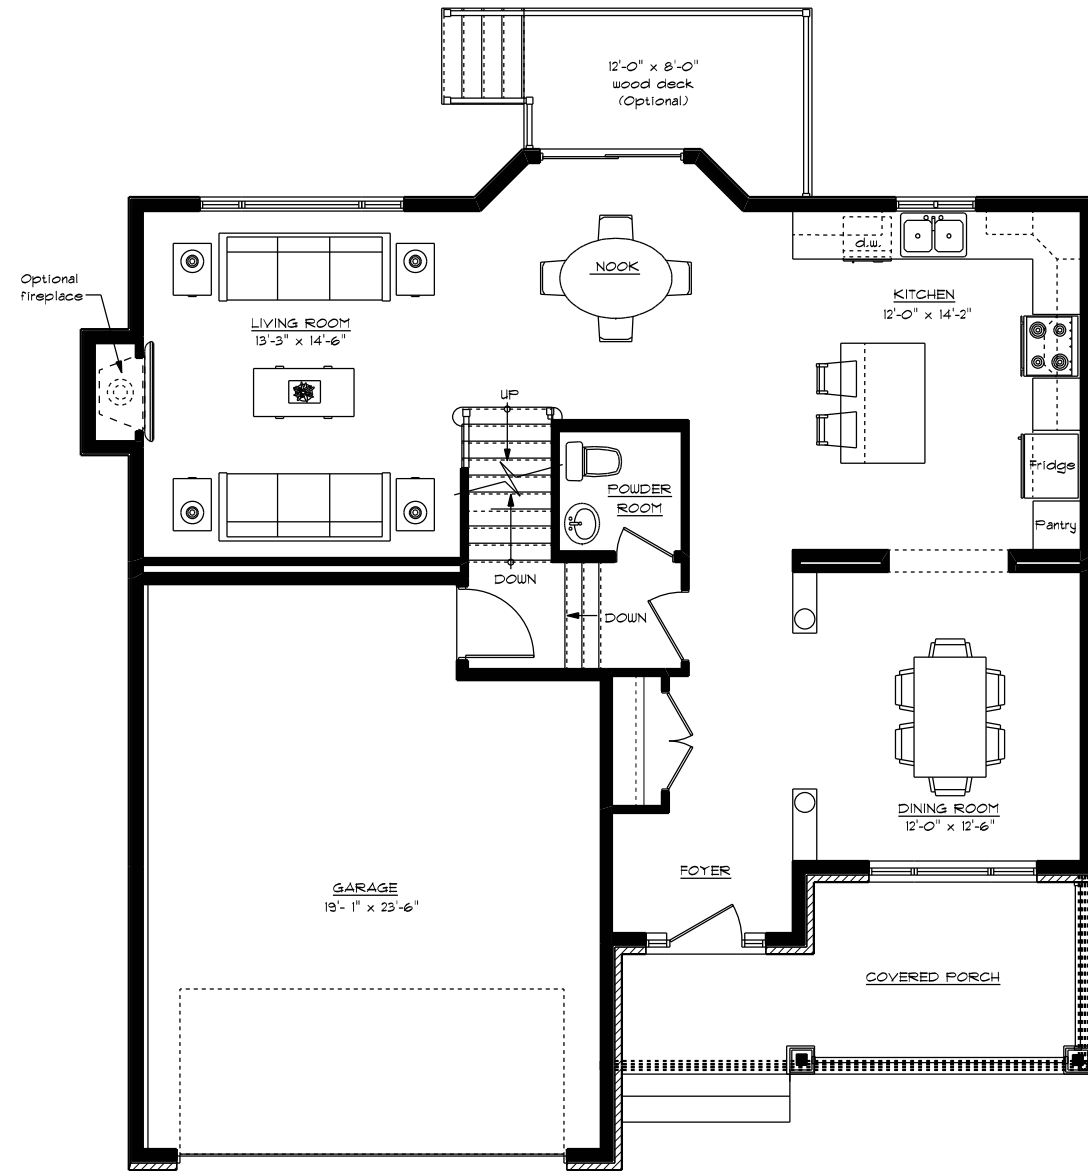 12'-0" x 8'-0"
wood deck
(Optional)
NOOK
d.w.
Optional
fireplace
KITCHEN
12'-0" x 14'-2"
LIVING ROOM
13'-3" x 14'-6"
UP
Fridge
POWDER
ROOM
Pantry
DOWN
DOWN
DINING ROOM
12'-0" x 12'-6"
FOYER
GARAGE
19'- 1" x 23'-6"
COVERED PORCH